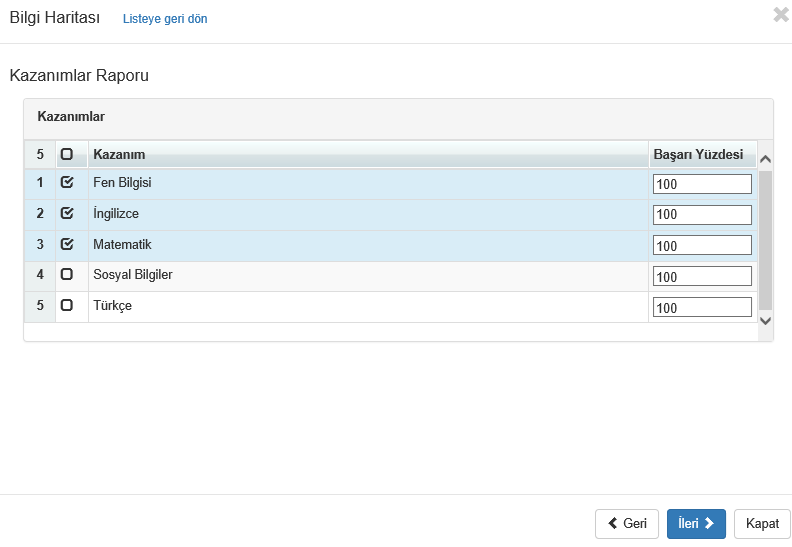 Bilgi Haritası Listeye geri dön
Kazanımlar Raporu
Kazanımlar
5 Kazanım Başarı Yüzdesi
1 Fen Bilgisi 100
2 İngilizce 100
3 Matematik 100
4 Sosyal Bilgiler 100
5 Türkçe 100
Geri İleri Kapat